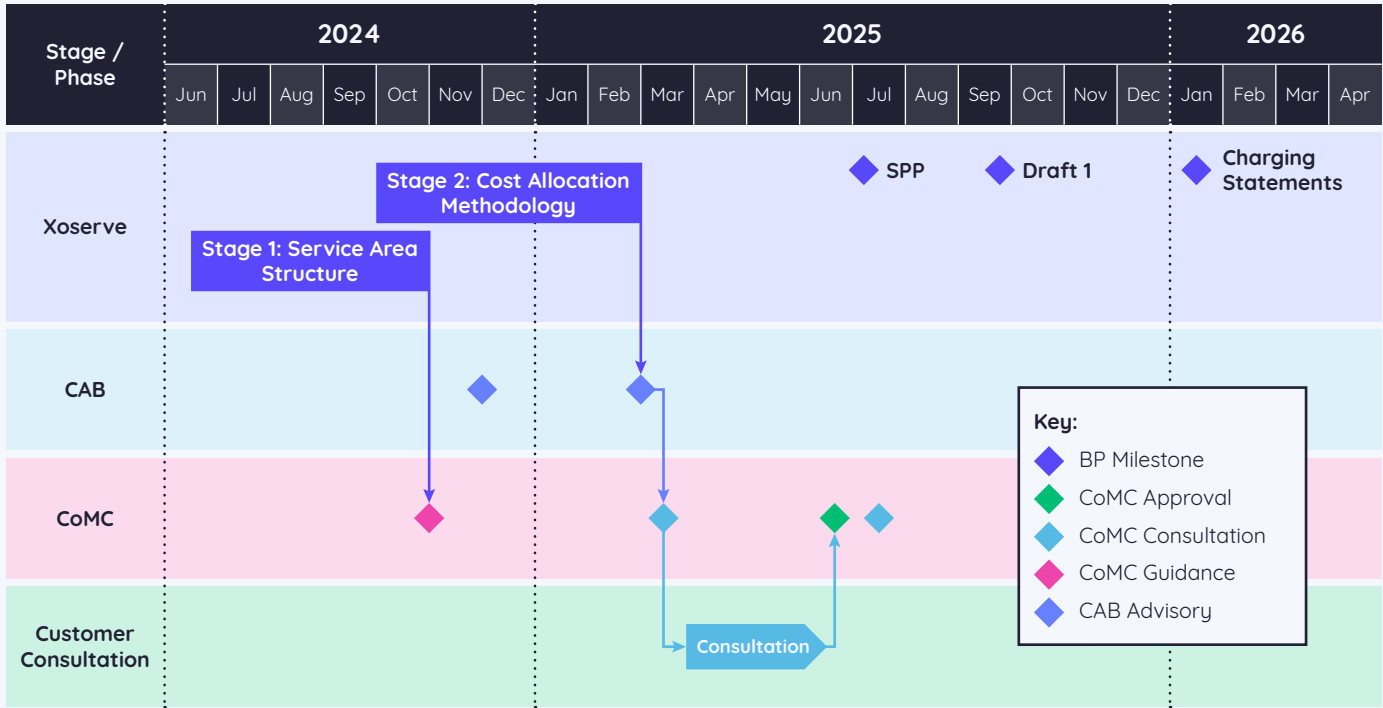 Stage /
Phase
2024
2025
2026
Jun
Jul
Aug
Sep
Oct
Nov
Dec
Jan
Feb
Mar
Apr
May
Jun
Jul
Aug
Sep
Oct
Nov
Dec
Jan
Feb
Mar
Apr
Xoserve
Stage 2: Cost Allocation
Methodology
Stage 1: Service Area
Structure
SPP
Draft 1
Charging
Statements
CAB
CoMC
Customer
Consultation
Consultation
Key:
BP Milestone
CoMC Approval
CoMC Consultation
CoMC Guidance
CAB Advisory